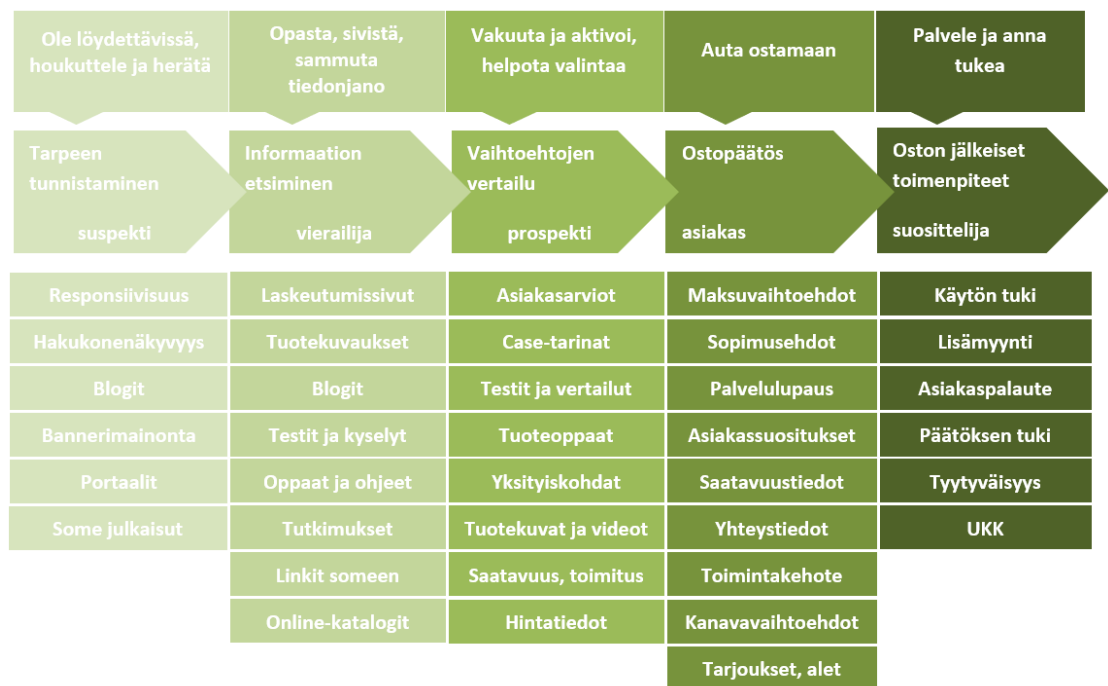 Ole löydettävissä,
houkuttele ja herätä
Opasta, sivistä,
sammuta
tiedonjano
Vakuuta ja aktivoi,
helpota valintaa
Auta ostamaan
Palvele ja anna
tukea
Tarpeen
tunnistaminen
suspekti
Informaation
etsiminen
vierailija
Vaihtoehtojen
vertailu
prospekti
Ostopäätös
asiakas
Oston jälkeiset
toimenpiteet
suosittelija
Responsiivisuus
Hakukonenäkyvyys
Blogit
Bannerimainonta
Portaalit
Some julkaisut
Laskeutumissivut
Tuotekuvaukset
Blogit
Testit ja kyselyt
Oppaat ja ohjeet
Tutkimukset
Linkit someen
Online-katalogit
Asiakasarviot
Case-tarinat
Testit ja vertailut
Tuoteoppaat
Yksityiskohdat
Tuotekuvat ja videot
Saatavuus, toimitus
Hintatiedot
Maksuvaihtoehdot
Sopimusehdot
Palvelulupaus
Asiakassuositukset
Saatavuustiedot
Yhteystiedot
Toimintakehote
Kanavavaihtoehdot
Tarjoukset, alet
Käytön tuki
Lisämyynti
Asiakaspalaute
Päätöksen tuki
Tyytyväisyys
UKK